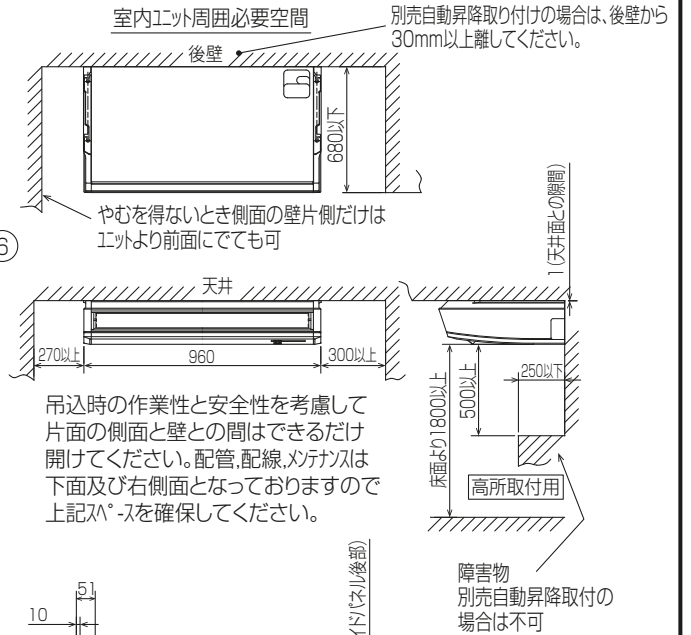 室内ユニット周囲必要空間
別売自動昇降取り付けの場合は、後壁から
30mm以上離してください。
後壁
680以下
やむを得ないとき側面の壁片側だけは
ユニットより前面にでても可
1(天井面との隙間)
天井
270以上
960
300以上
床面より1800以上
500以上
250以下
吊込時の作業性と安全性を考慮して
片面の側面と壁との間はできるだけ
開けてください。配管,配線,メンテナンスは
下面及び右側面となっておりますので
上記スペースを確保してください。
高所取付用
障害物
別売自動昇降取付の
場合は不可
51
10
イドパネル後部)